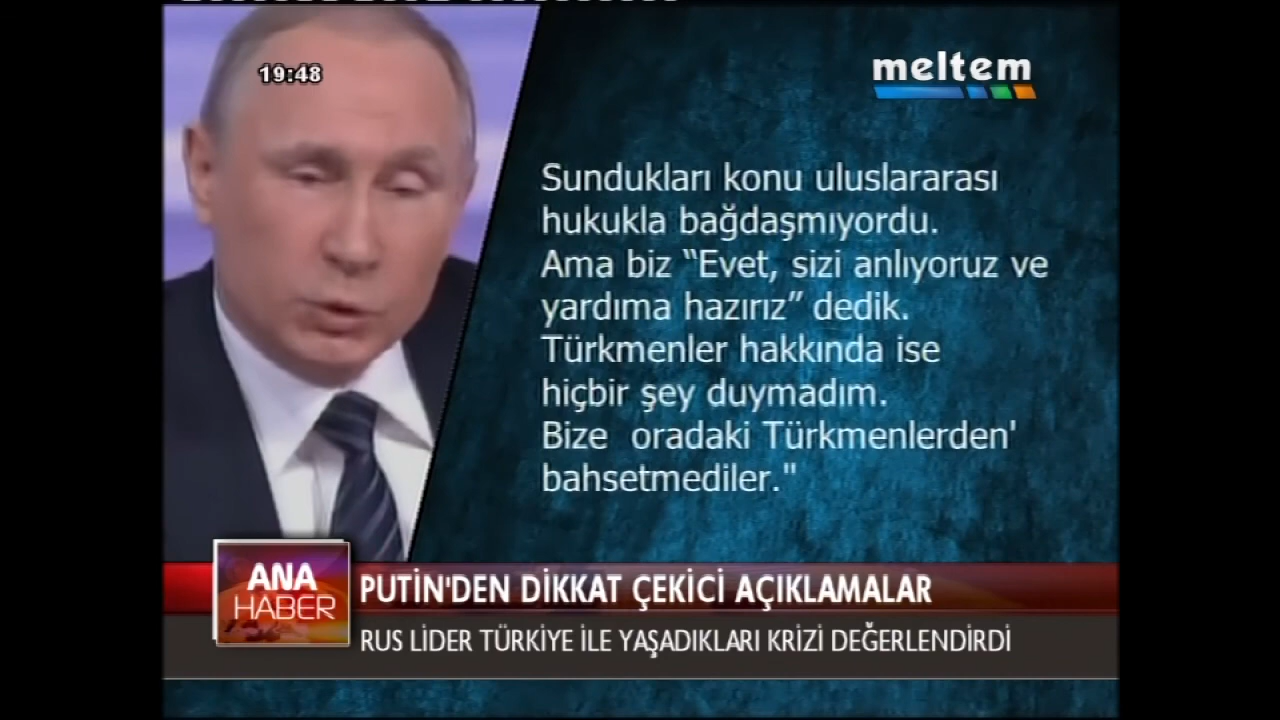 19:48
meltem
Sundukları konu uluslararası
hukukla bağdaşmıyordu.
Ama biz “Evet, sizi anlıyoruz ve
yardıma hazırız” dedik.
Türkmenler hakkında ise
hiçbir şey duymadım.
Bize  oradaki Türkmenlerden'
bahsetmediler."
ANA
HABER
PUTİN'DEN DİKKAT ÇEKİCİ AÇIKLAMALAR
RUS LİDER TÜRKİYE İLE YAŞADIKLARI KRİZİ DEĞERLENDİRDİ